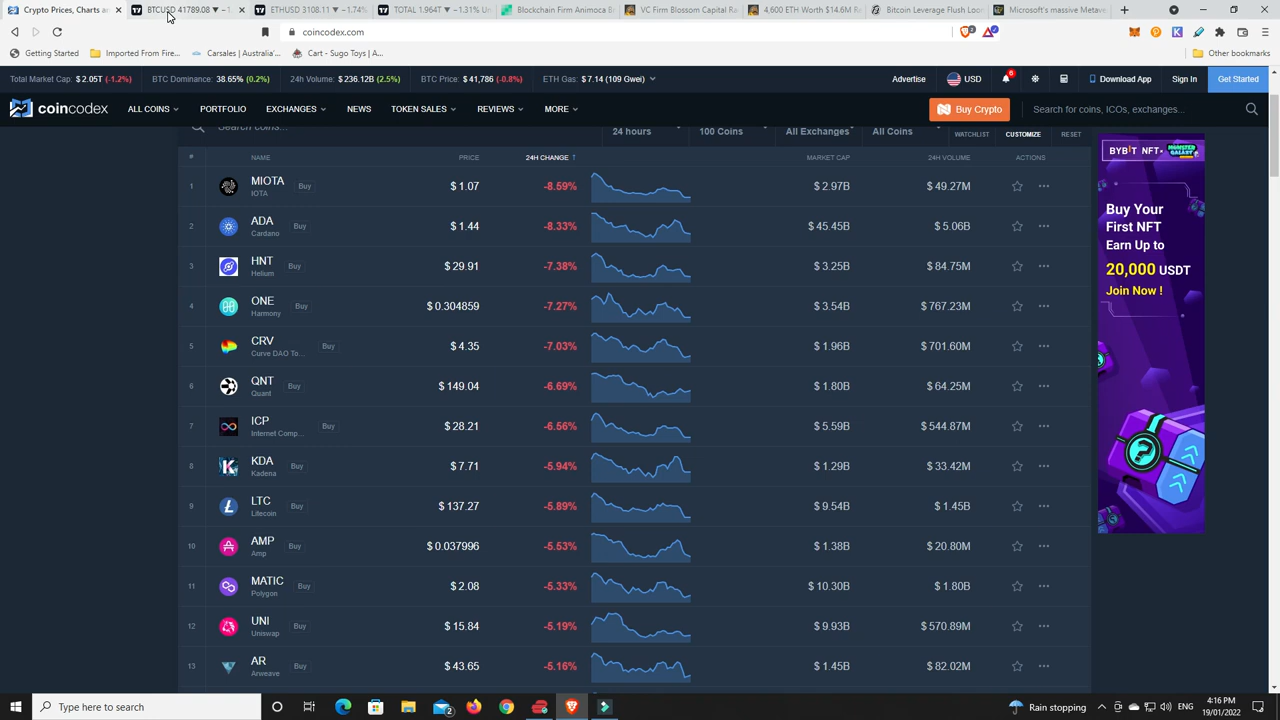 Crypto Prices, Charts an
BTCUSD 41789.08 ▼ −1
ETHUSD 3108.11 ▼ −1.74%
TOTAL 1.964T ▼ −1.31% Un
Blockchain Firm Animoca Br
VC Firm Blossom Capital Ra
4,600 ETH Worth $14.6M R
Bitcoin Leverage Flush Loom
Microsoft's massive Metave
coincodex.com
Getting Started
Imported From Fire...
Carsales | Australia'...
Cart - Sugo Toys | A...
Other bookmarks
Total Market Cap: $ 2.05T (-1.2%)
BTC Dominance: 38.65% (0.2%)
24h Volume: $ 236.12B (2.5%)
BTC Price: $ 41,786 (-0.8%)
ETH Gas: $ 7.14 (109 Gwei)
Advertise
USD
6
Download App
Sign In
Get Started
coincodex
ALL COINS
PORTFOLIO
EXCHANGES
NEWS
TOKEN SALES
REVIEWS
MORE
Buy Crypto
Search for coins, ICOs, exchanges...
Search coins...
24 hours
100 Coins
All Exchanges
All Coins
WATCHLIST
CUSTOMIZE
RESET
# NAME PRICE 24H CHANGE ↑ MARKET CAP 24H VOLUME ACTIONS
1 MIOTA Buy $ 1.07 -8.59% $ 2.97B $ 49.27M
IOTA
2 ADA Buy $ 1.44 -8.33% $ 45.45B $ 5.06B
Cardano
3 HNT Buy $ 29.91 -7.38% $ 3.25B $ 84.75M
Helium
4 ONE Buy $ 0.304859 -7.27% $ 3.54B $ 767.23M
Harmony
5 CRV Buy $ 4.35 -7.03% $ 1.96B $ 701.60M
Curve DAO To...
6 QNT Buy $ 149.04 -6.69% $ 1.80B $ 64.25M
Quant
7 ICP Buy $ 28.21 -6.56% $ 5.59B $ 544.87M
Internet Comp...
8 KDA Buy $ 7.71 -5.94% $ 1.29B $ 33.42M
Kadena
9 LTC Buy $ 137.27 -5.89% $ 9.54B $ 1.45B
Litecoin
10 AMP Buy $ 0.037996 -5.53% $ 1.38B $ 20.80M
Amp
11 MATIC Buy $ 2.08 -5.33% $ 10.30B $ 1.80B
Polygon
12 UNI Buy $ 15.84 -5.19% $ 9.93B $ 570.89M
Uniswap
13 AR Buy $ 43.65 -5.16% $ 1.45B $ 82.02M
Arweave
BYBIT NFT
MONSTER
GALAXY
Buy Your
First NFT
Earn Up to
20,000 USDT
Join Now !
?
Type here to search
2
Rain stopping
ENG
4:16 PM
19/01/2022